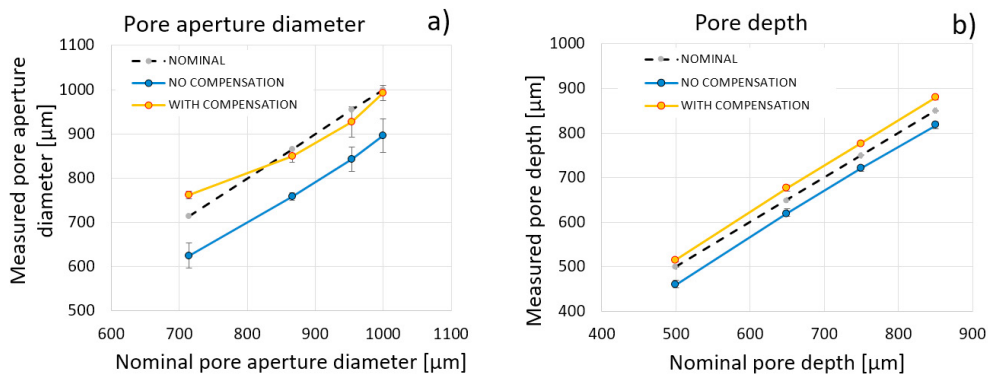 Pore aperture diameter
a)
Measured pore aperture
diameter [µm]
1100
1000
900
800
700
600
500
NOMINAL
NO COMPENSATION
WITH COMPENSATION
600 700 800 900 1000 1100
Nominal pore aperture diameter [µm]
Pore depth
b)
Measured pore depth [µm]
1000
900
800
700
600
500
400
NOMINAL
NO COMPENSATION
WITH COMPENSATION
400 500 600 700 800 900
Nominal pore depth [µm]